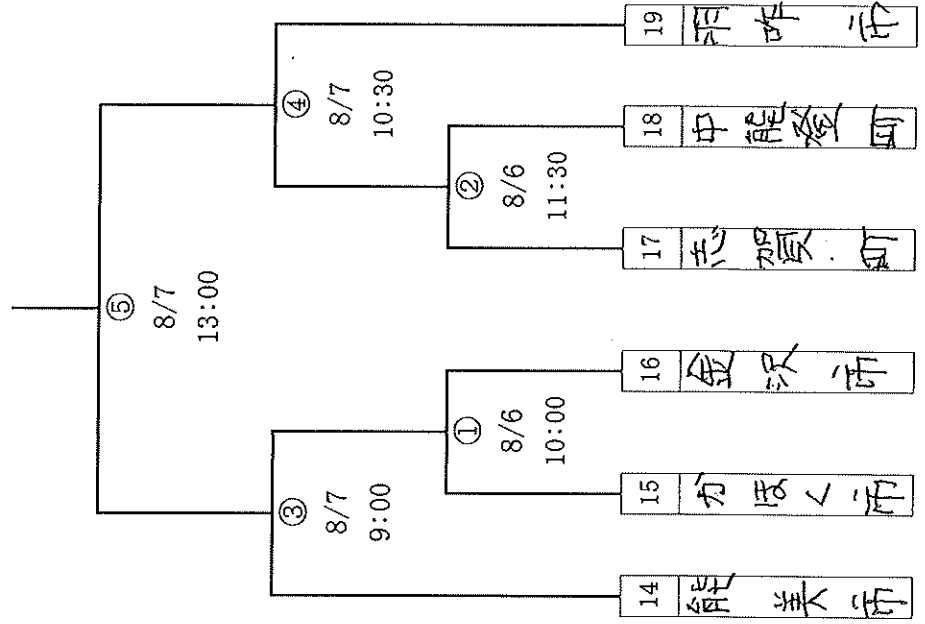 ⑤
8/7
13:00
③
8/7
9:00
④
8/7
10:30
①
8/6
10:00
②
8/6
11:30
14 能美市
15 かほく市
16 金沢市
17 志賀町
18 中能登町
19 羽咋市